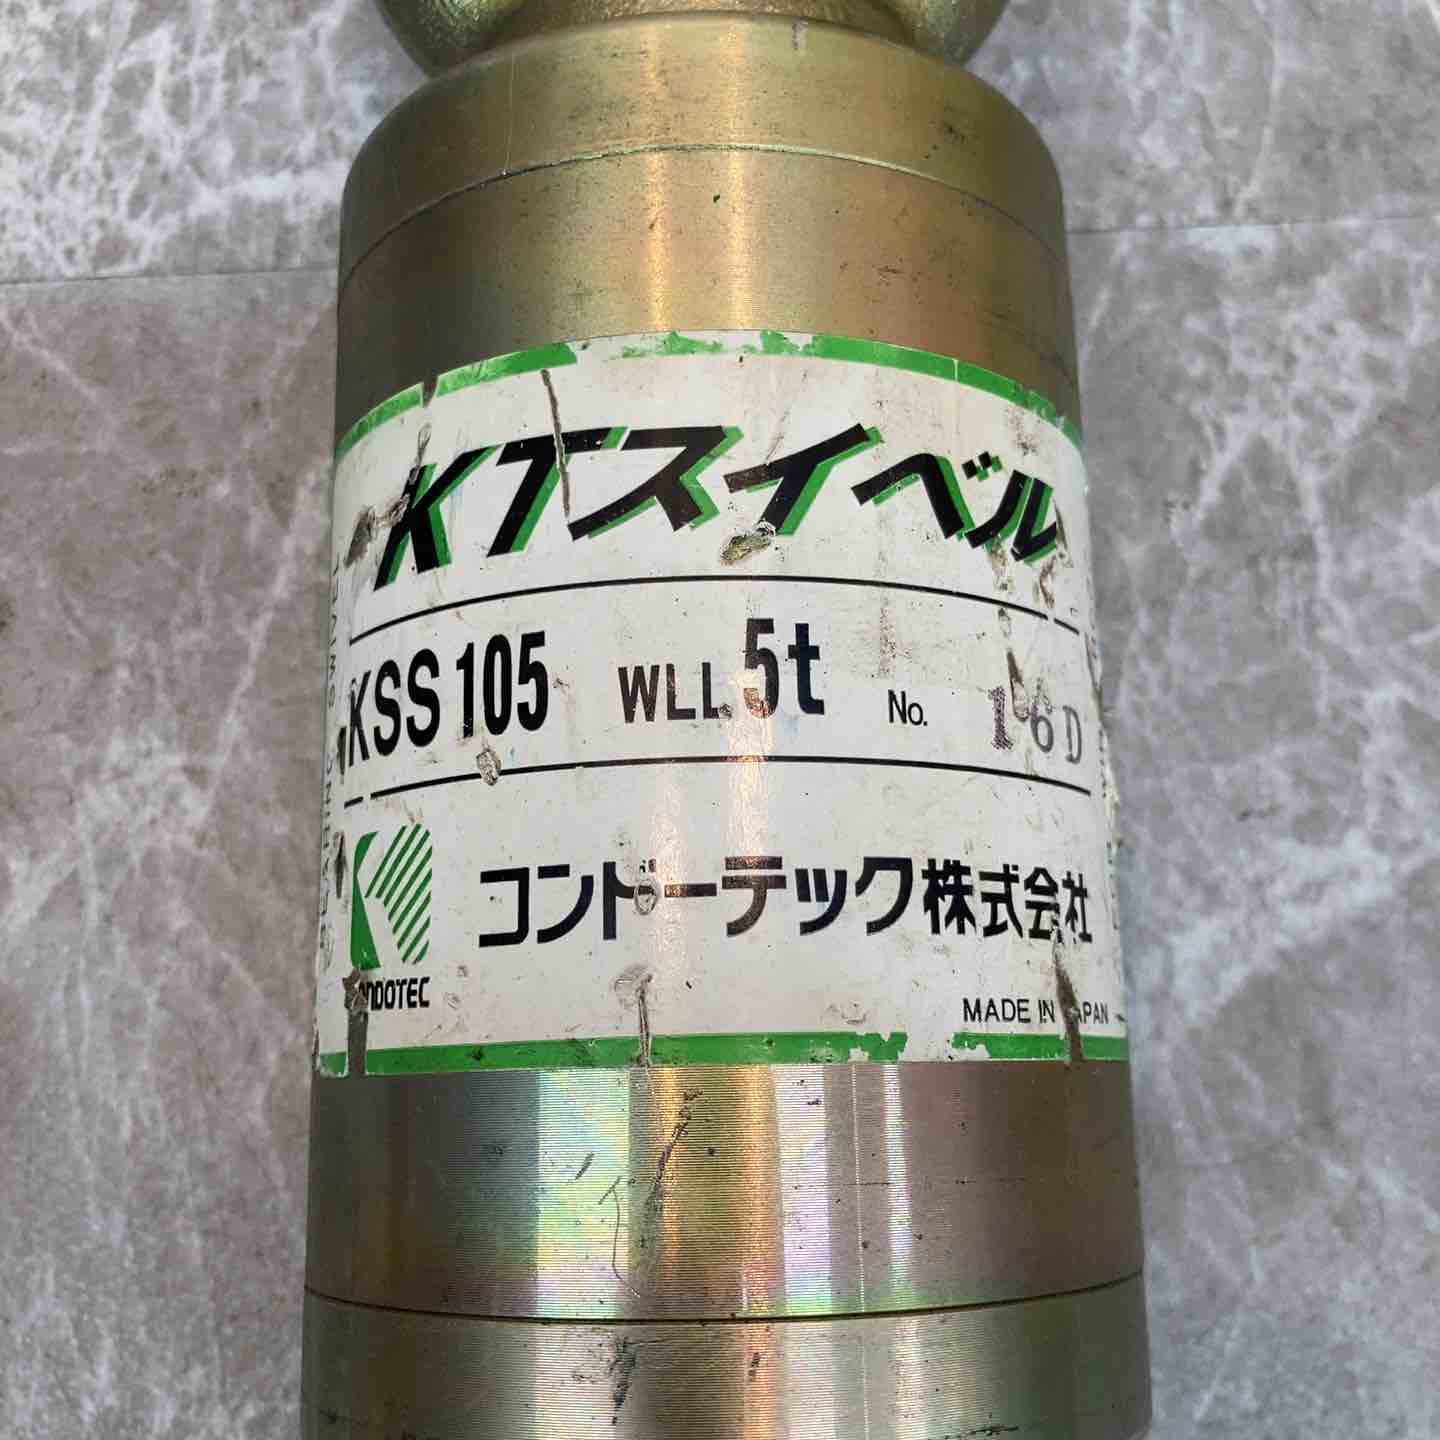 KTスイベル
KSS 105 WLL 5t No. 16D
コンドーテック株式会社
KONDOTEC
MADE IN JAPAN